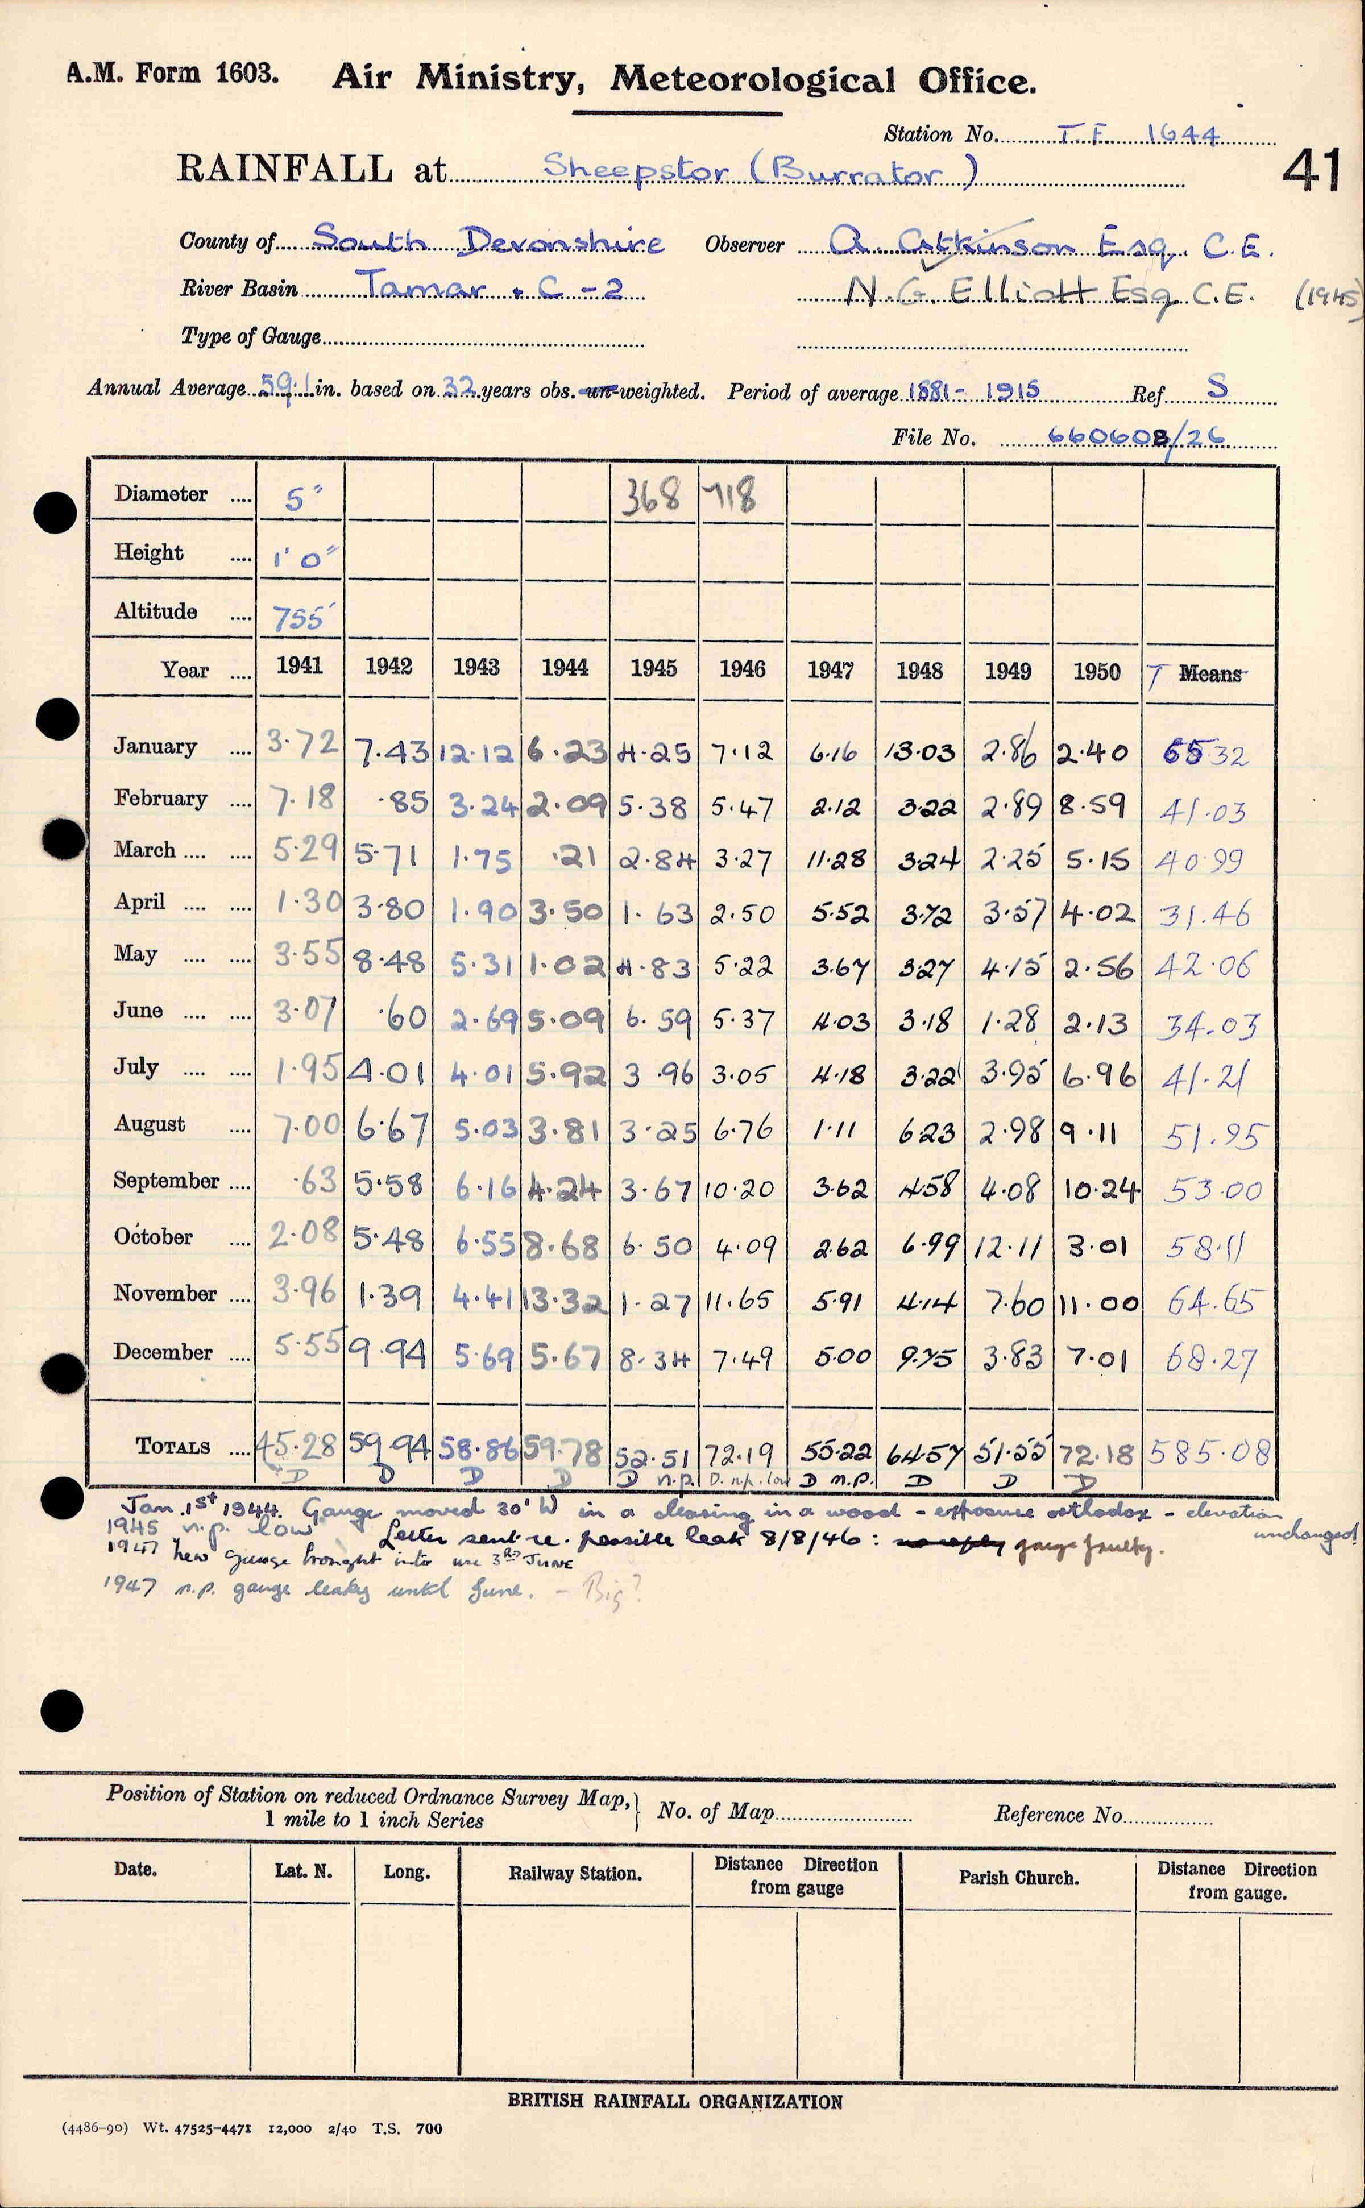 A.M. Form 1603. Air Ministry, Meteorological Office.
Station No. T.F. 1644
41
RAINFALL at Sheepstor (Burrator)
County of South Devonshire Observer A. Atkinson Esq. C.E.
River Basin Tamar + C - 2 N.G. Elliott Esq C.E. (1945)
Type of Gauge
Annual Average 59.1 in. based on 32 years obs. un-weighted. Period of average 1881 - 1915 Ref S
File No. 660608/26
Diameter .... 5" 368 718
Height .... 1' 0"
Altitude .... 755'
Year .... 1941 1942 1943 1944 1945 1946 1947 1948 1949 1950 T Means
January .... 3.72 7.43 12.12 6.23 4.25 7.12 6.16 13.03 2.86 2.40 65 32
February .... 7.18 .85 3.24 2.09 5.38 5.47 2.12 3.22 2.89 8.59 41.03
March .... .... 5.29 5.71 1.75 .21 2.84 3.27 11.28 3.24 2.25 5.15 40 99
April .... .... 1.30 3.80 1.90 3.50 1.63 2.50 5.52 3.72 3.57 4.02 31.46
May .... .... 3.55 8.48 5.31 1.02 4.83 5.22 3.67 3.27 4.15 2.56 42.06
June .... .... 3.07 .60 2.69 5.09 6.59 5.37 4.03 3.18 1.28 2.13 34.03
July .... .... 1.95 4.01 4.01 5.92 3.96 3.05 4.18 3.22 3.95 6.96 41.21
August .... 7.00 6.67 5.03 3.81 3.25 6.76 1.11 6.23 2.98 9.11 51.95
September .... .63 5.58 6.16 4.24 3.67 10.20 3.62 4.58 4.08 10.24 53.00
October .... 2.08 5.48 6.55 8.68 6.50 4.09 2.62 6.99 12.11 3.01 58.11
November .... 3.96 1.39 4.41 13.32 1.27 11.65 5.91 4.14 7.60 11.00 64.65
December .... 5.55 9.94 5.69 5.67 8.34 7.49 5.00 9.75 3.83 7.01 68.27
TOTALS .... 45.28 59.94 58.86 59.78 52.51 72.19 55.22 64.57 51.55 72.18 585.08
D D D D D n.p. D. n.p. low D n.p. D D D
Jan. 1st 1944. Gauge moved 30' W in a clearing in a wood - exposure orthodox - elevation unchanged
1945 n.p. low Letter sent re. possible leak 8/8/46 : no reply gauge faulty.
1947 New gauge brought into use 3RD JUNE
1947 n.p. gauge leaky until June. - Big?
Position of Station on reduced Ordnance Survey Map, 1 mile to 1 inch Series } No. of Map Reference No.
Date. Lat. N. Long. Railway Station. Distance Direction from gauge Parish Church. Distance Direction from gauge.
BRITISH RAINFALL ORGANIZATION
(4486-90) Wt. 47525-4471 12,000 2/40 T.S. 700